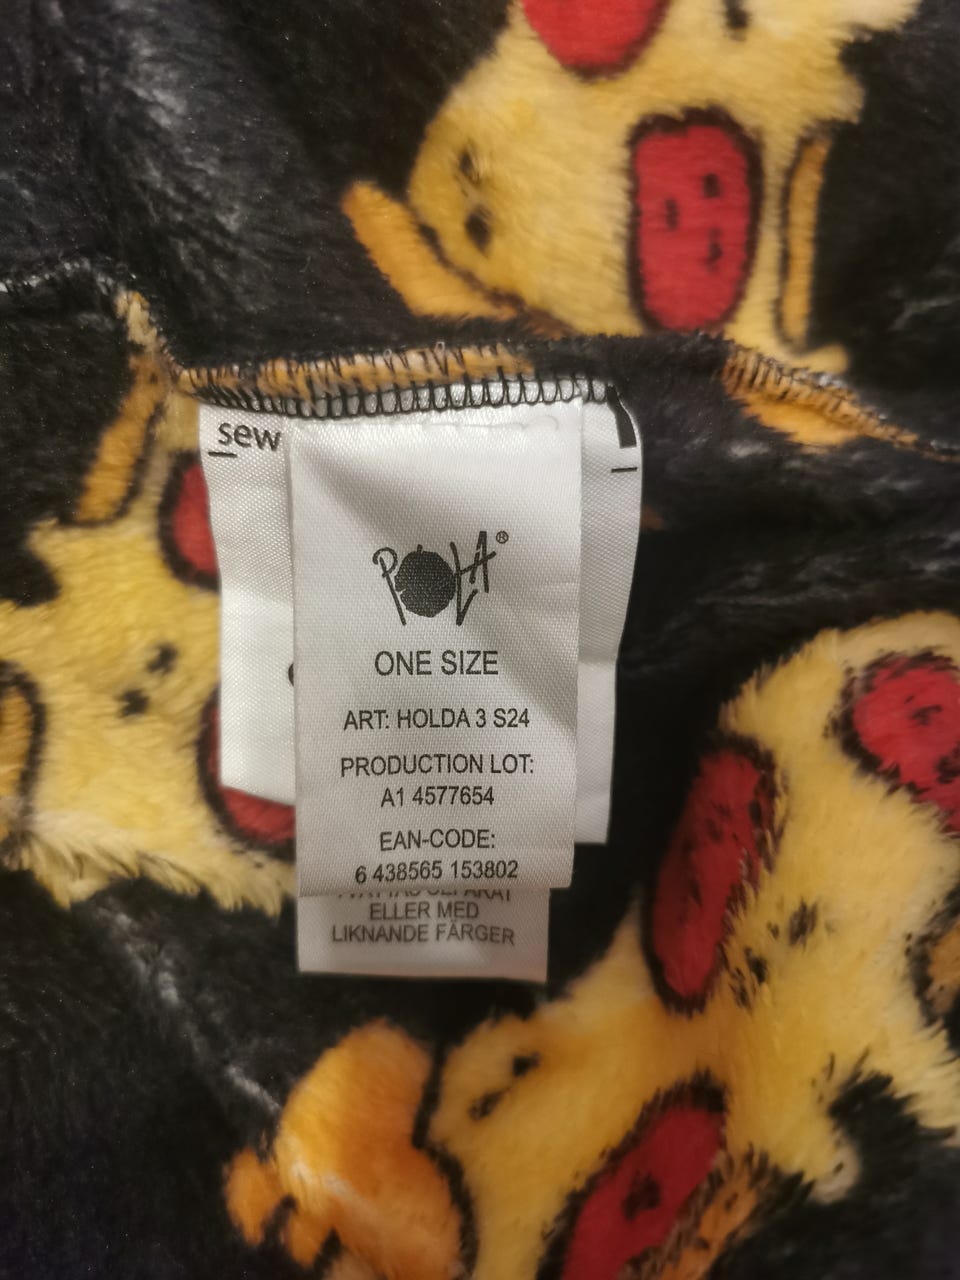 sew
POLA®
ONE SIZE
ART: HOLDA 3 S24
PRODUCTION LOT:
A1 4577654
EAN-CODE:
6 438565 153802
ELLER MED
LIKNANDE FÄRGER